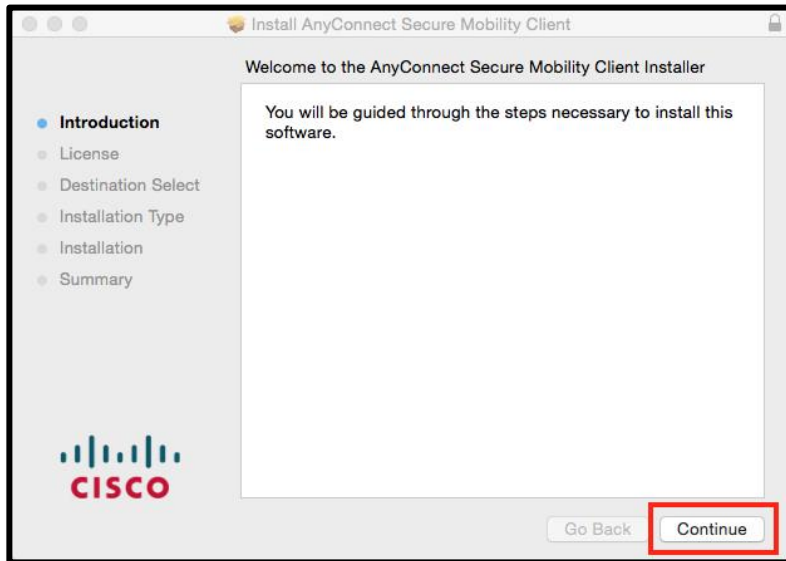 Install AnyConnect Secure Mobility Client
Welcome to the AnyConnect Secure Mobility Client Installer
Introduction
License
Destination Select
Installation Type
Installation
Summary
You will be guided through the steps necessary to install this
software.
CISCO
Go Back
Continue